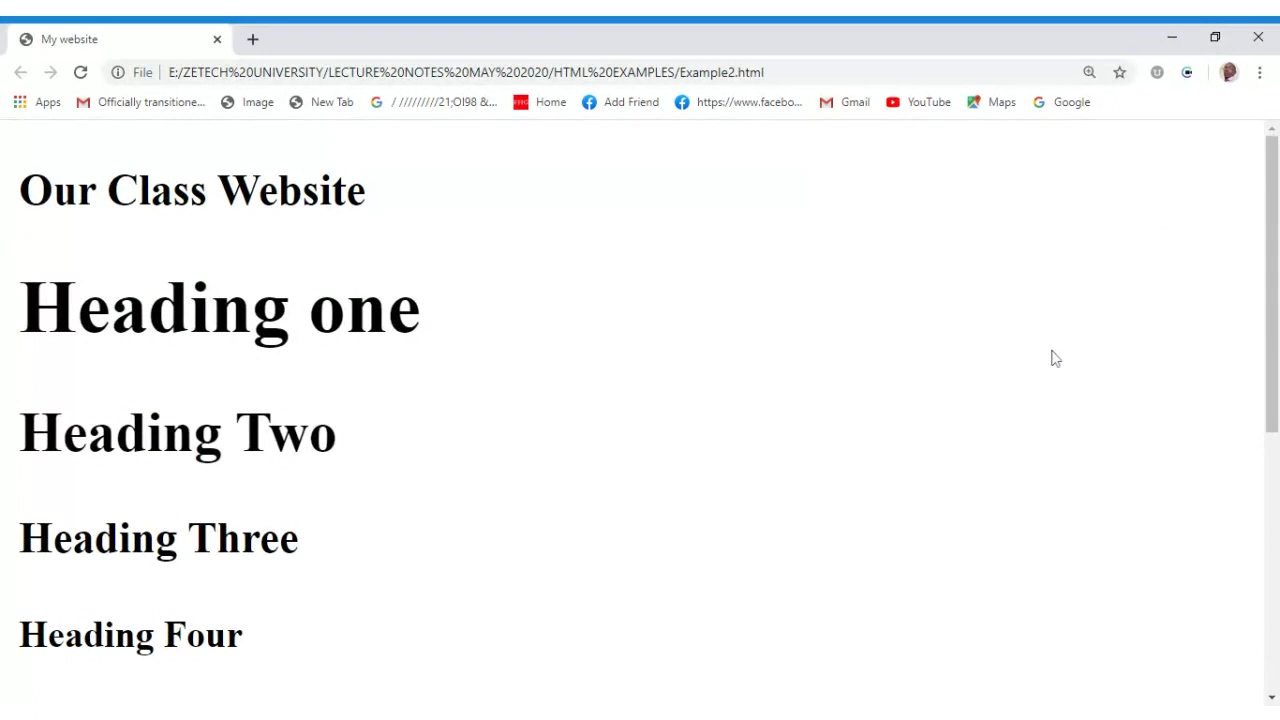 My website
File E:/ZETECH%20UNIVERSITY/LECTURE%20NOTES%20MAY%202020/HTML%20EXAMPLES/Example2.html
Apps Officially transitione... Image New Tab / /////////21;OI98 &... Home Add Friend https://www.facebo... Gmail YouTube Maps Google
Our Class Website
Heading one
Heading Two
Heading Three
Heading Four